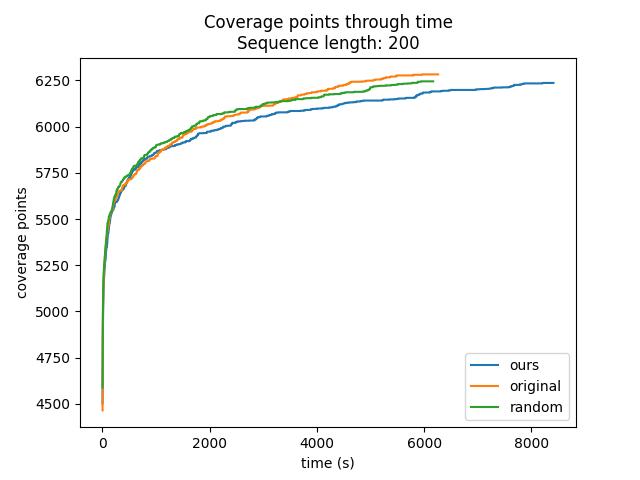 Coverage points through time
Sequence length: 200
coverage points
6250
6000
5750
5500
5250
5000
4750
4500
0
2000
4000
6000
8000
time (s)
ours
original
random